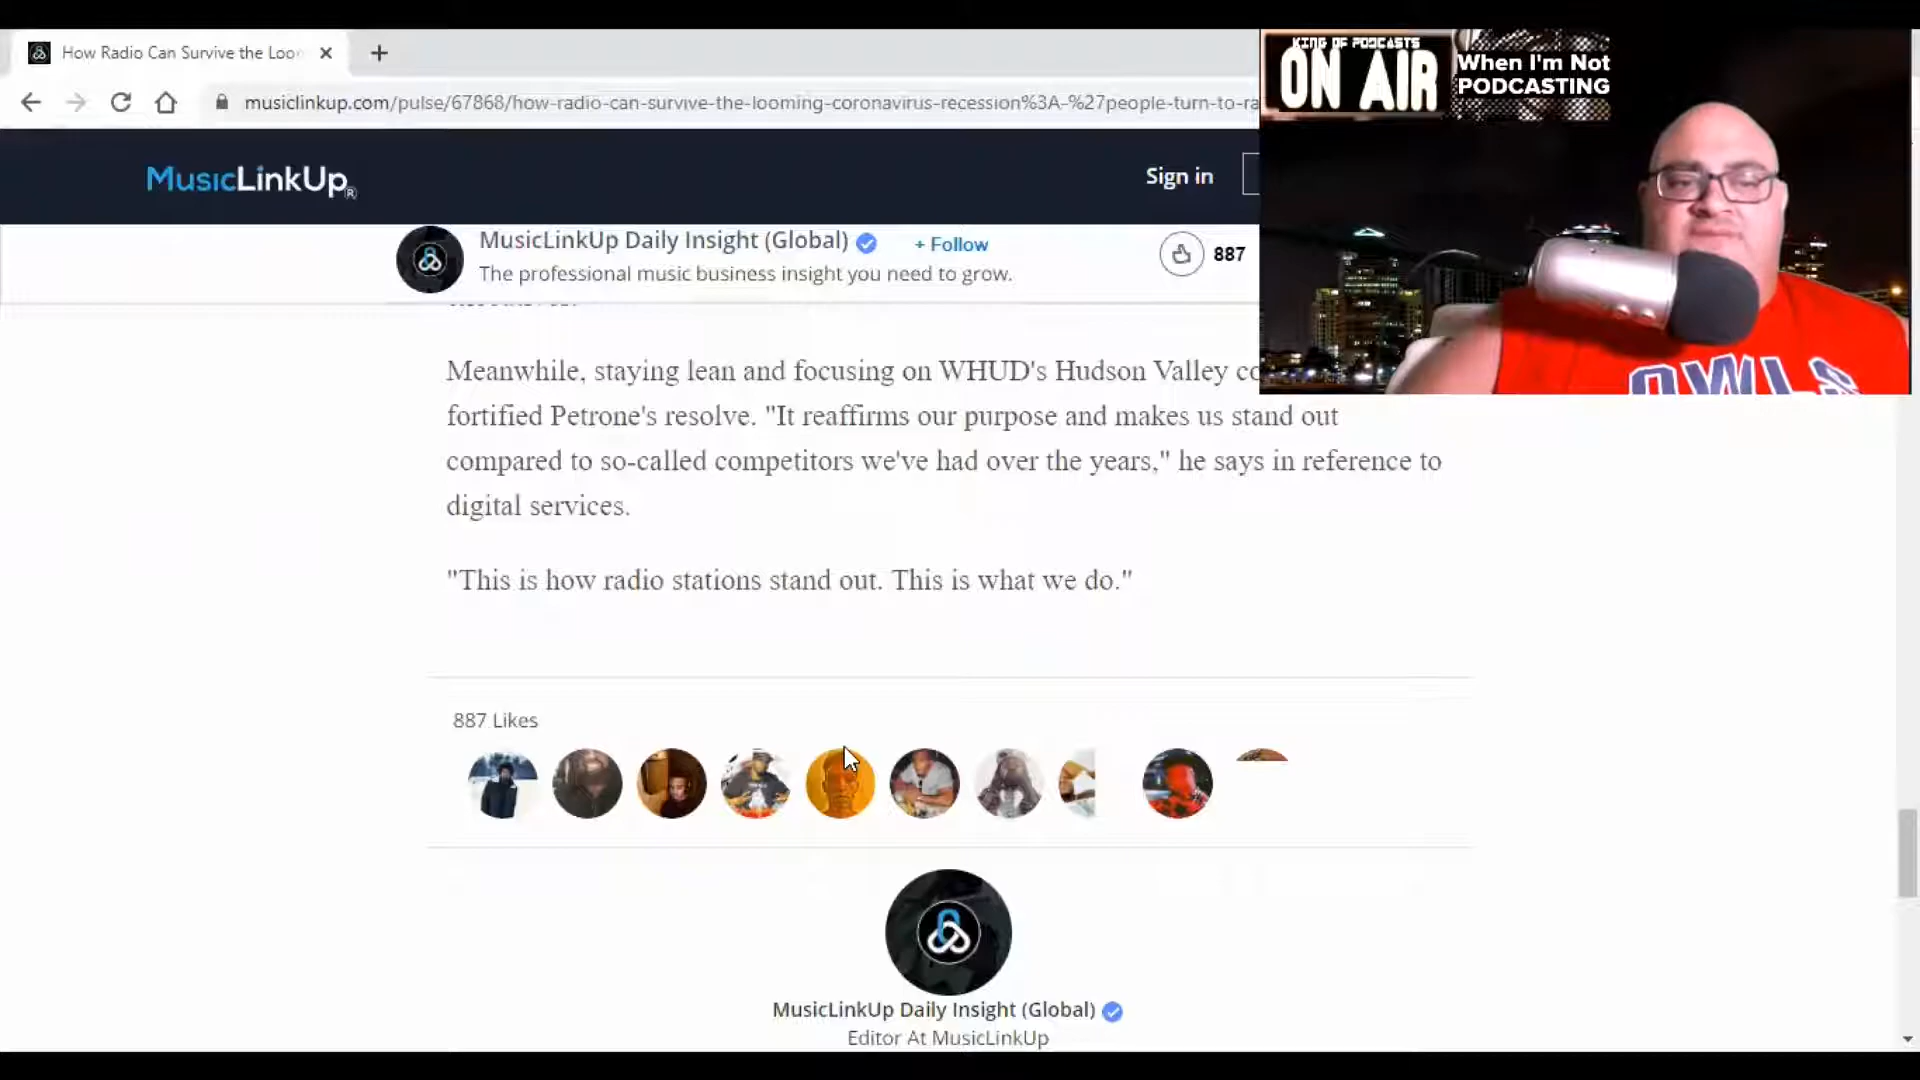 How Radio Can Survive the Loo
musiclinkup.com/pulse/67868/how-radio-can-survive-the-looming-coronavirus-recession%3A-%27people-turn-to-ra
KING OF PODCASTS
ON AIR
When I'm Not
PODCASTING
MusicLinkUp®
Sign in
MusicLinkUp Daily Insight (Global)
+ Follow
887
The professional music business insight you need to grow.
Meanwhile, staying lean and focusing on WHUD's Hudson Valley co
fortified Petrone's resolve. "It reaffirms our purpose and makes us stand out
compared to so-called competitors we've had over the years," he says in reference to
digital services.
"This is how radio stations stand out. This is what we do."
887 Likes
MusicLinkUp Daily Insight (Global)
Editor At MusicLinkUp
OWLS